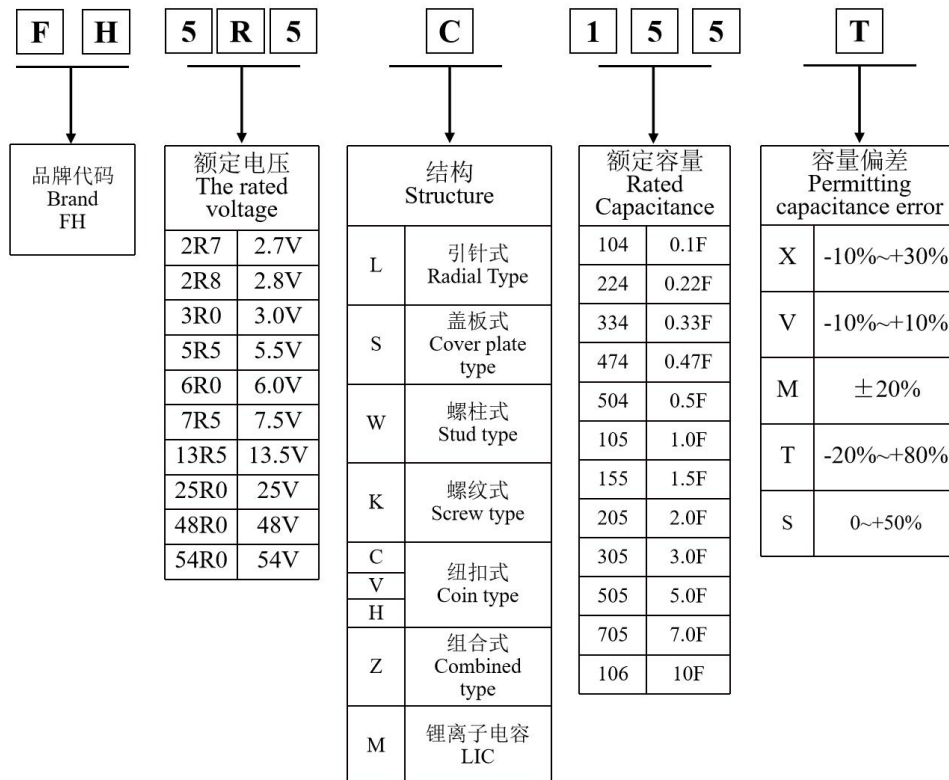 F H 5 R 5 C 1 5 5 T
品牌代码
Brand
FH
额定电压
The rated
voltage
2R7 2.7V
2R8 2.8V
3R0 3.0V
5R5 5.5V
6R0 6.0V
7R5 7.5V
13R5 13.5V
25R0 25V
48R0 48V
54R0 54V
结构
Structure
L 引针式
Radial Type
S 盖板式
Cover plate
type
W 螺柱式
Stud type
K 螺纹式
Screw type
C
V
H
纽扣式
Coin type
Z 组合式
Combined
type
M 锂离子电容
LIC
额定容量
Rated
Capacitance
104 0.1F
224 0.22F
334 0.33F
474 0.47F
504 0.5F
105 1.0F
155 1.5F
205 2.0F
305 3.0F
505 5.0F
705 7.0F
106 10F
容量偏差
Permitting
capacitance error
X -10%~+30%
V -10%~+10%
M ±20%
T -20%~+80%
S 0~+50%